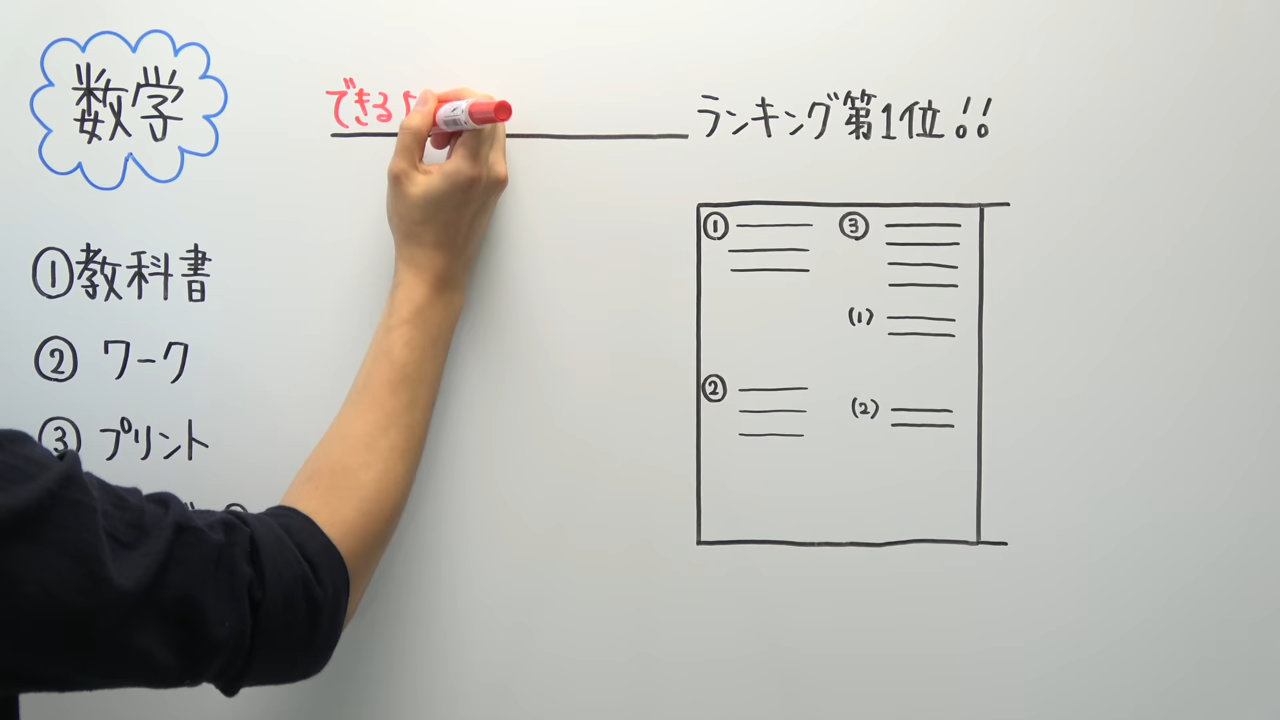 数学
できる
ランキング第1位!!
①教科書
②ワーク
③プリント
①
②
③
(1)
(2)